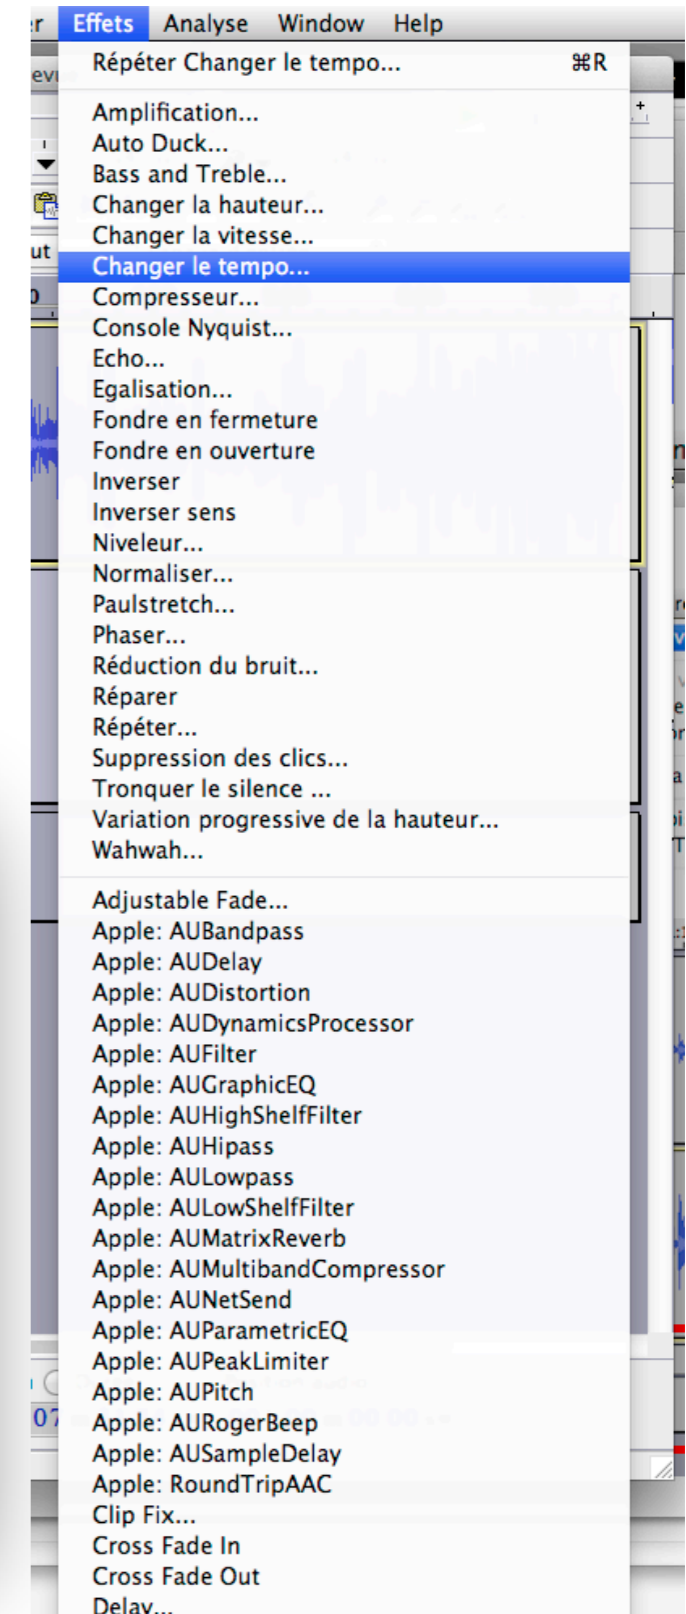 Effets Analyse Window Help
Répéter Changer le tempo... ⌘R
Amplification...
Auto Duck...
Bass and Treble...
Changer la hauteur...
Changer la vitesse...
Changer le tempo...
Compresseur...
Console Nyquist...
Echo...
Egalisation...
Fondre en fermeture
Fondre en ouverture
Inverser
Inverser sens
Niveleur...
Normaliser...
Paulstretch...
Phaser...
Réduction du bruit...
Réparer
Répéter...
Suppression des clics...
Tronquer le silence ...
Variation progressive de la hauteur...
Wahwah...
Adjustable Fade...
Apple: AUBandpass
Apple: AUDelay
Apple: AUDistortion
Apple: AUDynamicsProcessor
Apple: AUFilter
Apple: AUGraphicEQ
Apple: AUHighShelfFilter
Apple: AUHipass
Apple: AULowpass
Apple: AULowShelfFilter
Apple: AUMatrixReverb
Apple: AUMultibandCompressor
Apple: AUNetSend
Apple: AUParametricEQ
Apple: AUPeakLimiter
Apple: AUPitch
Apple: AURogerBeep
Apple: AUSampleDelay
Apple: RoundTripAAC
Clip Fix...
Cross Fade In
Cross Fade Out
Delay...